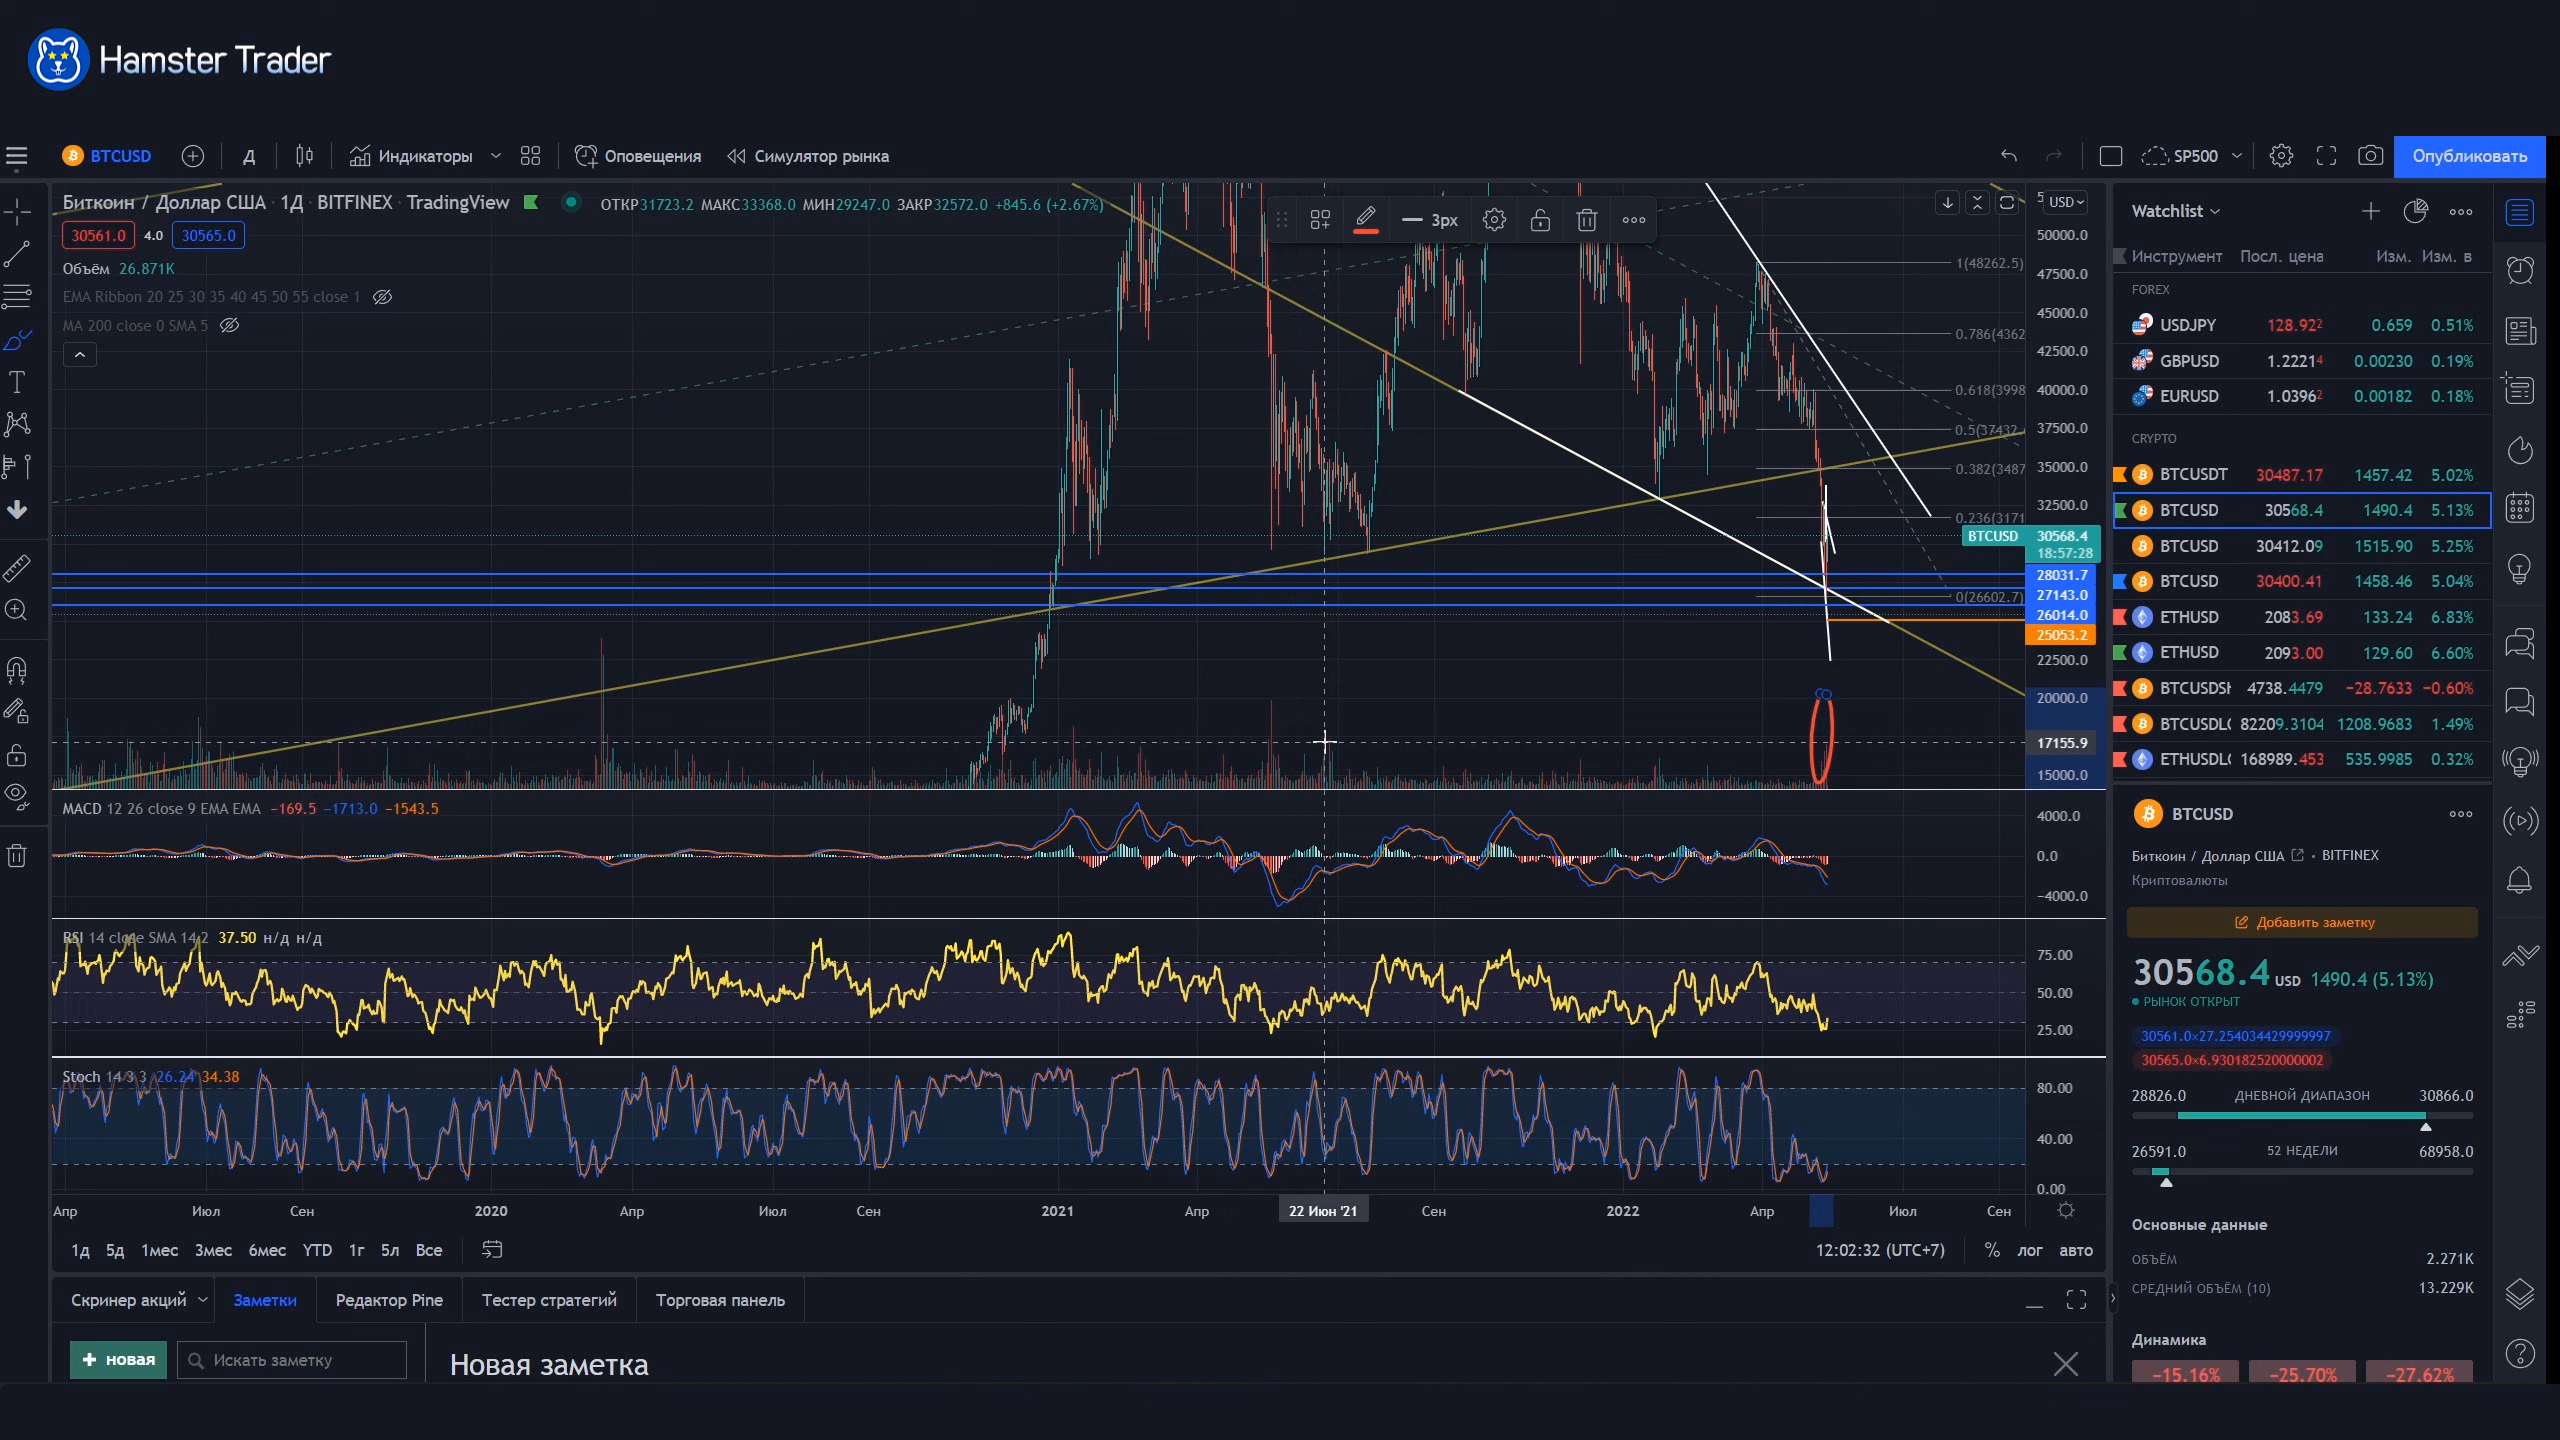 Hamster Trader
BTCUSD Д Индикаторы Оповещения Симулятор рынка SP500 Опубликовать
Биткоин / Доллар США · 1Д · BITFINEX · TradingView ОТКР31723.2 МАКС33368.0 МИН29247.0 ЗАКР32572.0 +845.6 (+2.67%)
30561.0 4.0 30565.0
Объём 26.871K
EMA Ribbon 20 25 30 35 40 45 50 55 close 1
MA 200 close 0 SMA 5
3px
USD
50000.0
47500.0
45000.0
42500.0
40000.0
37500.0
35000.0
32500.0
BTCUSD 30568.4
18:57:28
28031.7
27143.0
26014.0
25053.2
22500.0
20000.0
17155.9
15000.0
1(48262.5)
0.786(4362
0.618(3998
0.5(37432.
0.382(3487
0.236(3171
0(26602.7)
MACD 12 26 close 9 EMA EMA −169.5 −1713.0 −1543.5
4000.0
0.0
−4000.0
RSI 14 close SMA 14 2 37.50 н/д н/д
75.00
50.00
25.00
Stoch 14 3 3 26.24 34.38
80.00
40.00
0.00
Апр Июл Сен 2020 Апр Июл Сен 2021 Апр 22 Июн '21 Сен 2022 Апр Июл Сен
1д 5д 1мес 3мес 6мес YTD 1г 5л Все 12:02:32 (UTC+7) % лог авто
Скринер акций Заметки Редактор Pine Тестер стратегий Торговая панель
+ новая Искать заметку Новая заметка
Watchlist
Инструмент Посл. цена Изм. Изм. в
FOREX
USDJPY 128.922 0.659 0.51%
GBPUSD 1.22214 0.00230 0.19%
EURUSD 1.03962 0.00182 0.18%
CRYPTO
BTCUSDT 30487.17 1457.42 5.02%
BTCUSD 30568.4 1490.4 5.13%
BTCUSD 30412.09 1515.90 5.25%
BTCUSD 30400.41 1458.46 5.04%
ETHUSD 2083.69 133.24 6.83%
ETHUSD 2093.00 129.60 6.60%
BTCUSDSI 4738.4479 −28.7633 −0.60%
BTCUSDL( 82209.3104 1208.9683 1.49%
ETHUSDL( 168989.453 535.9985 0.32%
BTCUSD
Биткоин / Доллар США · BITFINEX
Криптовалюты
Добавить заметку
30568.4 USD 1490.4 (5.13%)
РЫНОК ОТКРЫТ
30561.0×27.254034429999997
30565.0×6.930182520000002
28826.0 ДНЕВНОЙ ДИАПАЗОН 30866.0
26591.0 52 НЕДЕЛИ 68958.0
Основные данные
ОБЪЁМ 2.271K
СРЕДНИЙ ОБЪЁМ (10) 13.229K
Динамика
−15.16% −25.70% −27.62%